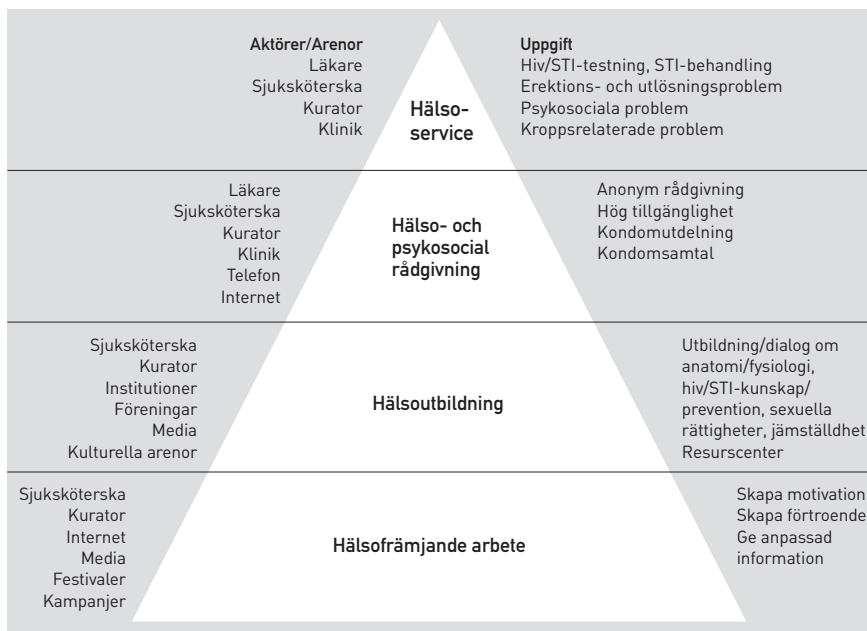 Aktörer/Arenor
Läkare
Sjuksköterska
Kurator
Klinik
Hälso-
service
Uppgift
Hiv/STI-testning, STI-behandling
Erektions- och utlösningsproblem
Psykosociala problem
Kroppsrelaterade problem
Läkare
Sjuksköterska
Kurator
Klinik
Telefon
Internet
Hälso- och
psykosocial
rådgivning
Anonym rådgivning
Hög tillgänglighet
Kondomutdelning
Kondomsamtal
Sjuksköterska
Kurator
Institutioner
Föreningar
Media
Kulturella arenor
Hälsoutbildning
Utbildning/dialog om
anatomi/fysiologi,
hiv/STI-kunskap/
prevention, sexuella
rättigheter, jämställdhet
Resurscenter
Sjuksköterska
Kurator
Internet
Media
Festivaler
Kampanjer
Hälsofrämjande arbete
Skapa motivation
Skapa förtroende
Ge anpassad
information